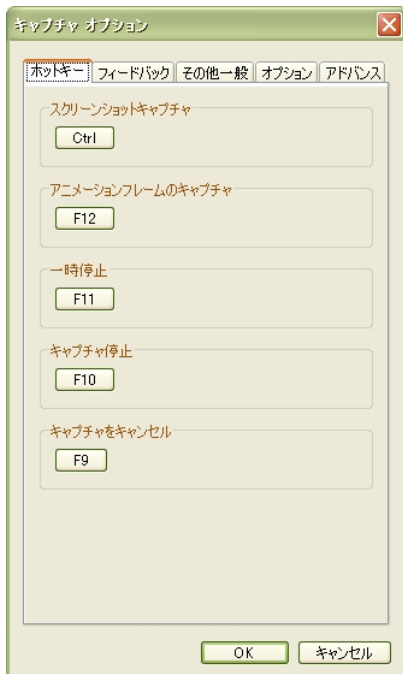 キャプチャ オプション
ホットキー フィードバック その他一般 オプション アドバンス
スクリーンショットキャプチャ
Ctrl
アニメーションフレームのキャプチャ
F12
一時停止
F11
キャプチャ停止
F10
キャプチャをキャンセル
F9
OK キャンセル